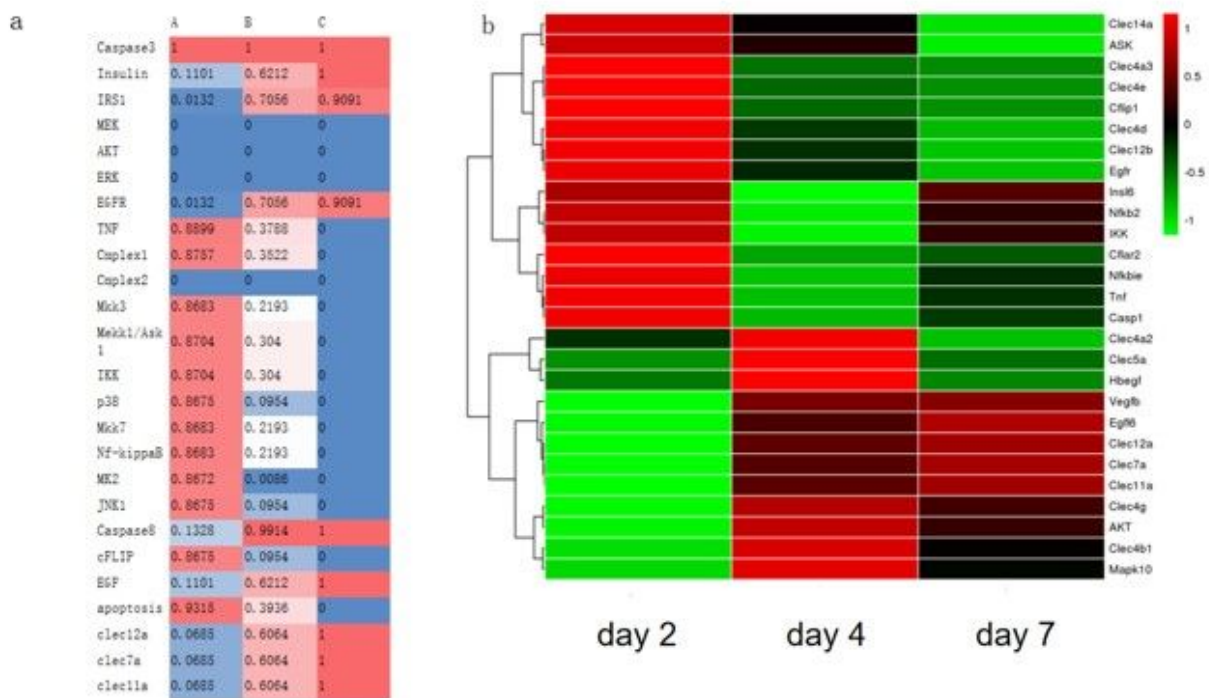 a
A B C
Caspase3 1 1 1
Insulin 0.1101 0.6212 1
IRS1 0.0132 0.7056 0.9091
MEK 0 0 0
AKT 0 0 0
ERK 0 0 0
EGFR 0.0132 0.7056 0.9091
TNF 0.8899 0.3788 0
Cmplex1 0.8757 0.3522 0
Cmplex2 0 0 0
Mkk3 0.8683 0.2193 0
Mekk1/Ask
1 0.8704 0.304 0
IKK 0.8704 0.304 0
p38 0.8675 0.0954 0
Mkk7 0.8683 0.2193 0
Nf-kippaB 0.8683 0.2193 0
MK2 0.8672 0.0086 0
JNK1 0.8675 0.0954 0
Caspase8 0.1328 0.9914 1
cFLIP 0.8675 0.0954 0
EGF 0.1101 0.6212 1
apoptosis 0.9315 0.3936 0
clec12a 0.0685 0.6064 1
clec7a 0.0685 0.6064 1
clec11a 0.0685 0.6064 1
b
Clec14a
ASK
Clec4a3
Clec4e
Cflip1
Clec4d
Clec12b
Egfr
Insl6
Nfkb2
IKK
Cflar2
Nfkbie
Tnf
Casp1
Clec4a2
Clec5a
Hbegf
Vegfb
Egfl6
Clec12a
Clec7a
Clec11a
Clec4g
AKT
Clec4b1
Mapk10
1
0.5
0
-0.5
-1
day 2 day 4 day 7